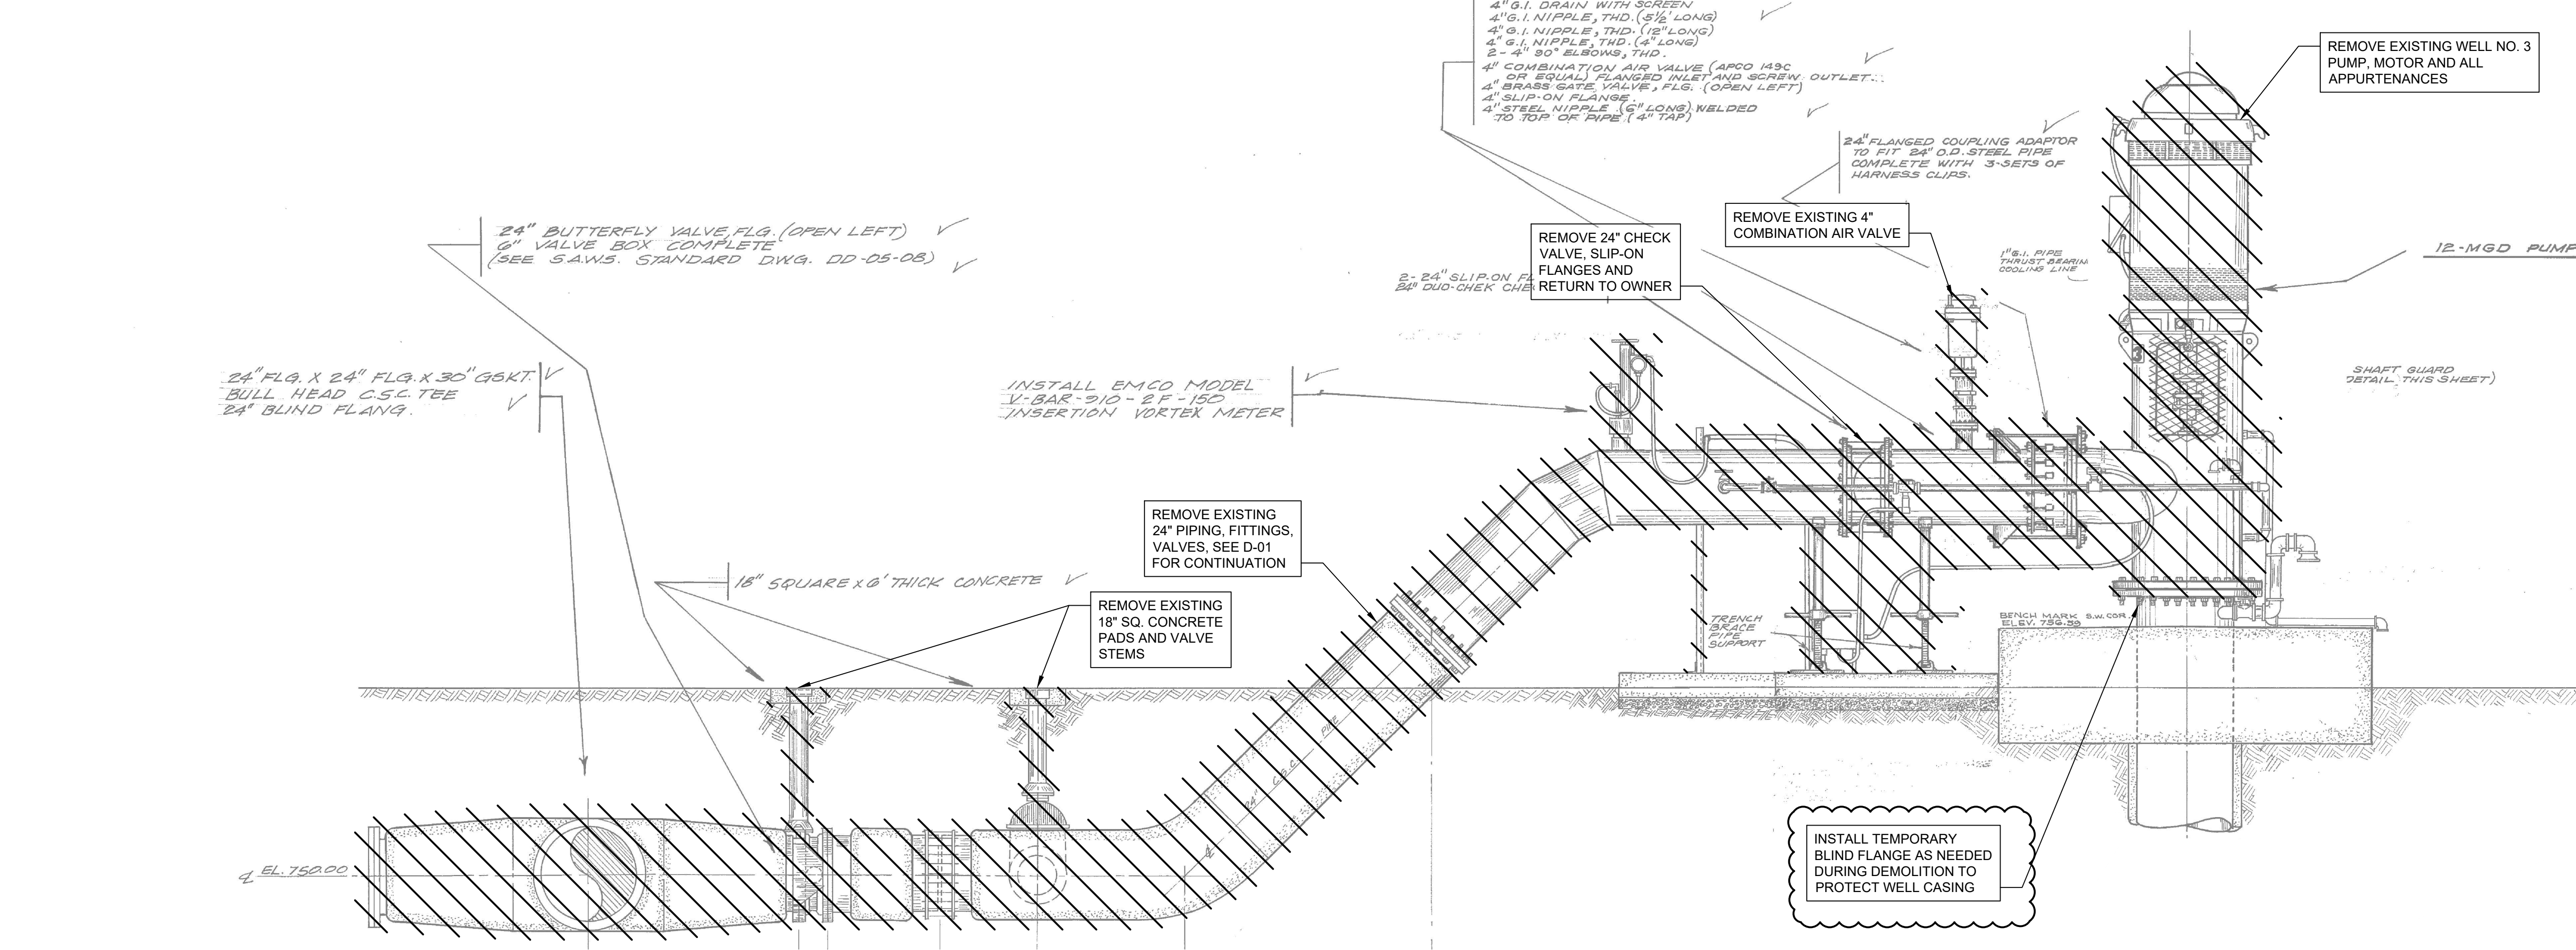 4" G.I. DRAIN WITH SCREEN
4" G.I. NIPPLE, THD. (5½' LONG)
4" G.I. NIPPLE, THD. (12" LONG)
4" G.I. NIPPLE, THD. (4" LONG)
2-4" 90° ELBOWS, THD.
4" COMBINATION AIR VALVE (APCO 149C
OR EQUAL) FLANGED INLET AND SCREW OUTLET.
4" BRASS GATE VALVE, FLG. (OPEN LEFT)
4" SLIP-ON FLANGE.
4" STEEL NIPPLE (6" LONG) WELDED
TO TOP OF PIPE (4" TAP)
REMOVE EXISTING WELL NO. 3
PUMP, MOTOR AND ALL
APPURTENANCES
24" FLANGED COUPLING ADAPTOR
TO FIT 24" O.D. STEEL PIPE
COMPLETE WITH 3-SETS OF
HARNESS CLIPS.
REMOVE EXISTING 4"
COMBINATION AIR VALVE
REMOVE 24" CHECK
VALVE, SLIP-ON
FLANGES AND
RETURN TO OWNER
2-24" SLIP-ON FL
24" DUO-CHEK CHE
24" BUTTERFLY VALVE, FLG. (OPEN LEFT)
6" VALVE BOX COMPLETE
(SEE S.A.W.S. STANDARD DWG. DD-05-08)
1" G.I. PIPE
THRUST BEARIN
COOLING LINE
12-MGD PUMP
3
SHAFT GUARD
DETAIL THIS SHEET)
24" FLG. X 24" FLG. X 30" GSKT.
BULL HEAD C.S.C. TEE
24" BLIND FLANG.
INSTALL EMCO MODEL
V-BAR-910-2F-150
INSERTION VORTEX METER
REMOVE EXISTING
24" PIPING, FITTINGS,
VALVES, SEE D-01
FOR CONTINUATION
18" SQUARE x 6' THICK CONCRETE
REMOVE EXISTING
18" SQ. CONCRETE
PADS AND VALVE
STEMS
TRENCH
BRACE
PIPE
SUPPORT
BENCH MARK S.W. COR.
ELEV. 756.59
24" C.S.C. PIPE
℄
℄ EL. 750.00
INSTALL TEMPORARY
BLIND FLANGE AS NEEDED
DURING DEMOLITION TO
PROTECT WELL CASING